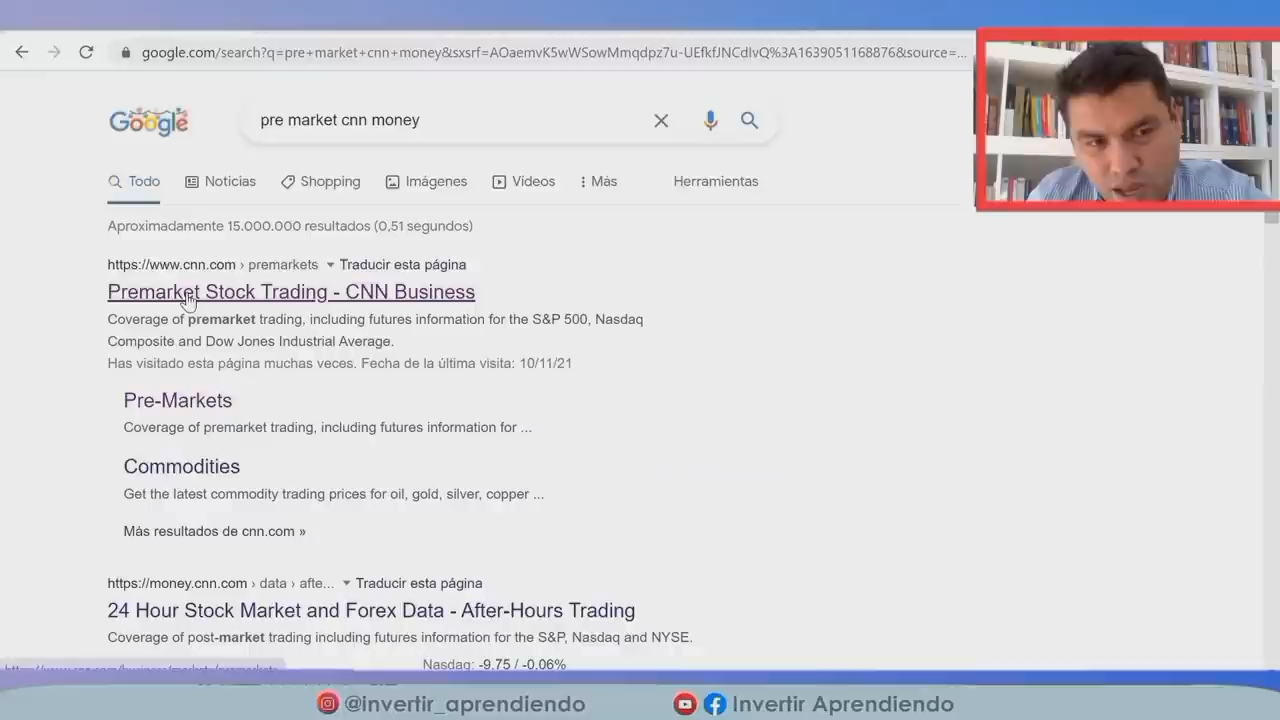 google.com/search?q=pre+market+cnn+money&sxsrf=AOaemvK5wWSowMmqdpz7u-UEfkfJNCdIvQ%3A1639051168876&source=...
Google
pre market cnn money
Todo
Noticias
Shopping
Imágenes
Videos
Más
Herramientas
Aproximadamente 15.000.000 resultados (0,51 segundos)
https://www.cnn.com › premarkets
Traducir esta página
Premarket Stock Trading - CNN Business
Coverage of premarket trading, including futures information for the S&P 500, Nasdaq
Composite and Dow Jones Industrial Average.
Has visitado esta página muchas veces. Fecha de la última visita: 10/11/21
Pre-Markets
Coverage of premarket trading, including futures information for ...
Commodities
Get the latest commodity trading prices for oil, gold, silver, copper ...
Más resultados de cnn.com »
https://money.cnn.com › data › afte...
Traducir esta página
24 Hour Stock Market and Forex Data - After-Hours Trading
Coverage of post-market trading including futures information for the S&P, Nasdaq and NYSE.
Nasdaq: -9.75 / -0.06%
@invertir_aprendiendo
Invertir Aprendiendo